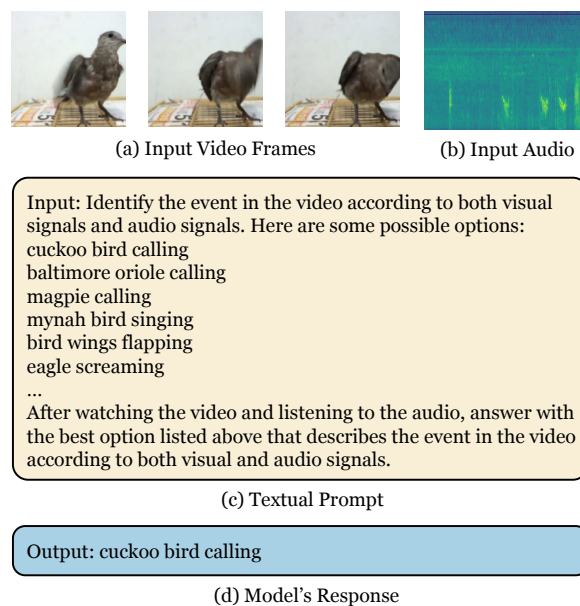 (a) Input Video Frames
(b) Input Audio
Input: Identify the event in the video according to both visual
signals and audio signals. Here are some possible options:
cuckoo bird calling
baltimore oriole calling
magpie calling
mynah bird singing
bird wings flapping
eagle screaming
...
After watching the video and listening to the audio, answer with
the best option listed above that describes the event in the video
according to both visual and audio signals.
(c) Textual Prompt
Output: cuckoo bird calling
(d) Model's Response